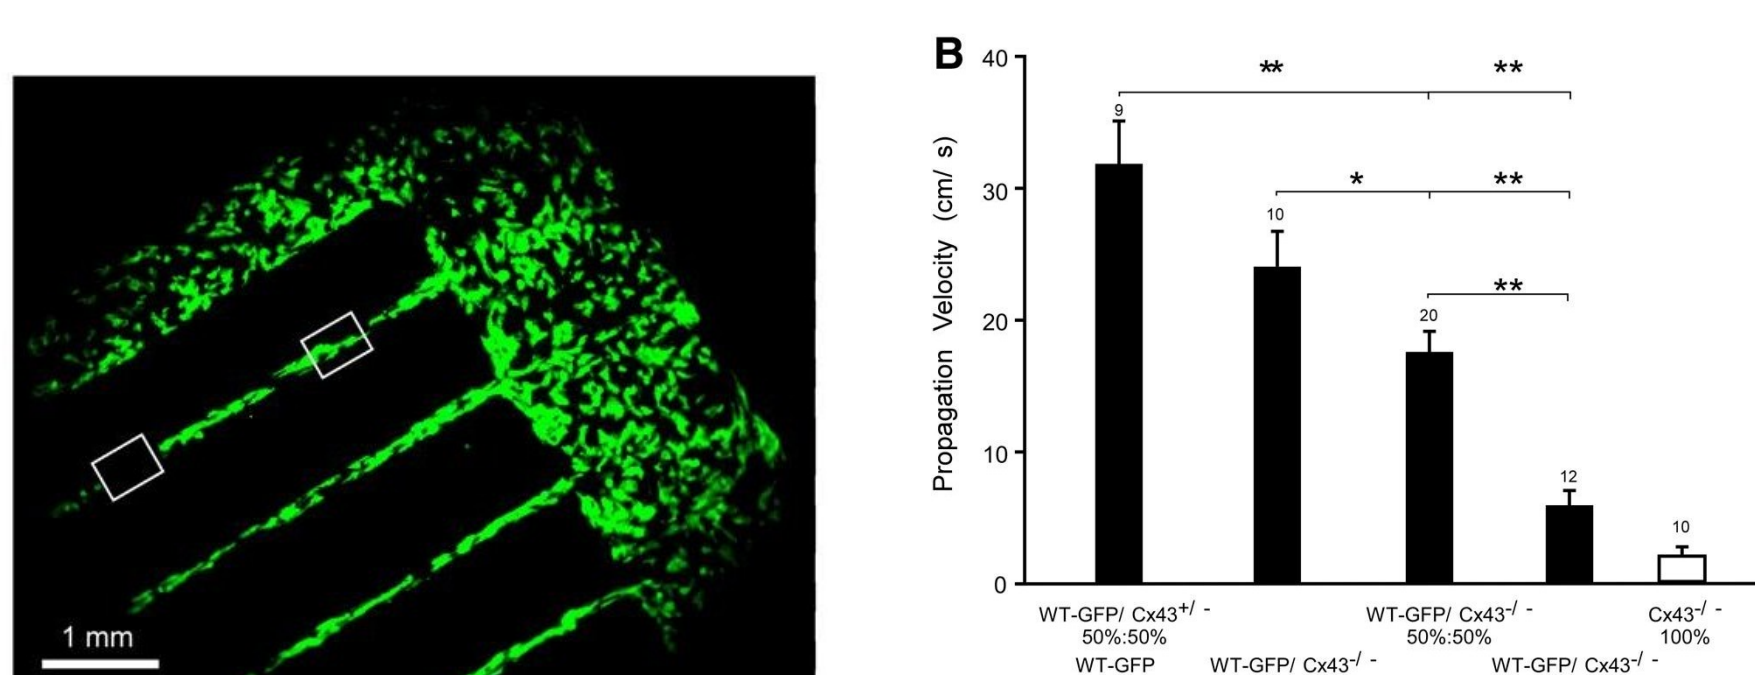 1 mm
B
Propagation Velocity (cm/ s)
40
30
20
10
0
**
**
9
*
**
10
**
20
12
10
WT-GFP/ Cx43+/ -
50%:50%
WT-GFP
WT-GFP/ Cx43-/ -
WT-GFP/ Cx43-/ -
50%:50%
WT-GFP/ Cx43-/ -
Cx43-/ -
100%